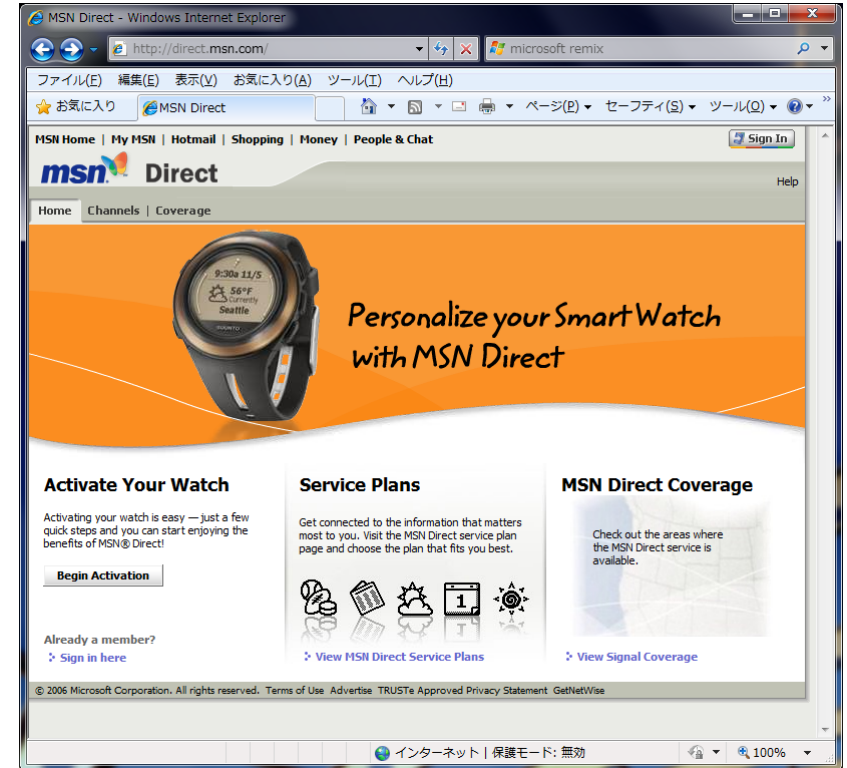 MSN Direct - Windows Internet Explorer
http://direct.msn.com/
microsoft remix
ファイル(F) 編集(E) 表示(V) お気に入り(A) ツール(T) ヘルプ(H)
お気に入り MSN Direct ページ(P) セーフティ(S) ツール(O) »
MSN Home | My MSN | Hotmail | Shopping | Money | People & Chat Sign In
msn Direct
Help
Home Channels | Coverage
9:30a 11/5
56°F
Currently
Seattle
SUUNTO
Personalize your Smart Watch
with MSN Direct
Activate Your Watch
Activating your watch is easy — just a few
quick steps and you can start enjoying the
benefits of MSN® Direct!
Begin Activation
Already a member?
Sign in here
Service Plans
Get connected to the information that matters
most to you. Visit the MSN Direct service plan
page and choose the plan that fits you best.
1
View MSN Direct Service Plans
MSN Direct Coverage
Check out the areas where
the MSN Direct service is
available.
View Signal Coverage
© 2006 Microsoft Corporation. All rights reserved. Terms of Use Advertise TRUSTe Approved Privacy Statement GetNetWise
インターネット | 保護モード: 無効 100%